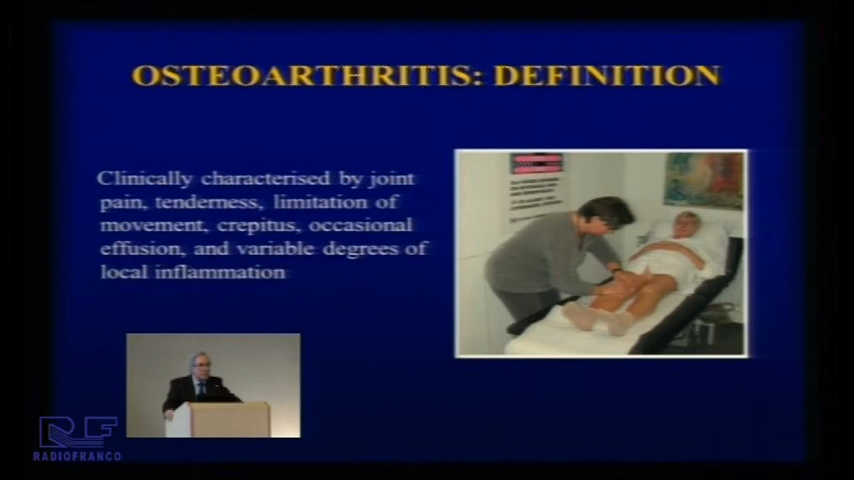 OSTEOARTHRITIS: DEFINITION
Clinically characterised by joint
pain, tenderness, limitation of
movement, crepitus, occasional
effusion, and variable degrees of
local inflammation
RF
RADIOFRANCO